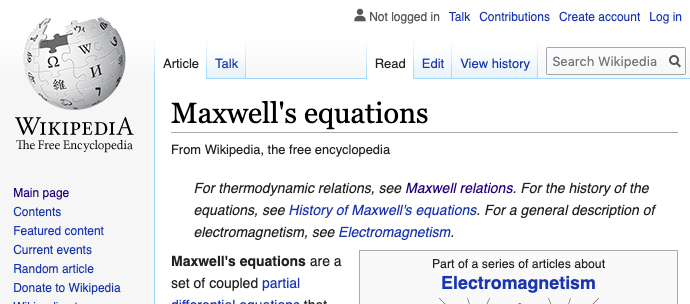 Not logged in Talk Contributions Create account Log in
Article Talk Read Edit View history Search Wikipedia
WIKIPEDIA
The Free Encyclopedia
Main page
Contents
Featured content
Current events
Random article
Donate to Wikipedia
Maxwell's equations
From Wikipedia, the free encyclopedia
For thermodynamic relations, see Maxwell relations. For the history of the
equations, see History of Maxwell's equations. For a general description of
electromagnetism, see Electromagnetism.
Maxwell's equations are a
set of coupled partial
differential equations that
Part of a series of articles about
Electromagnetism